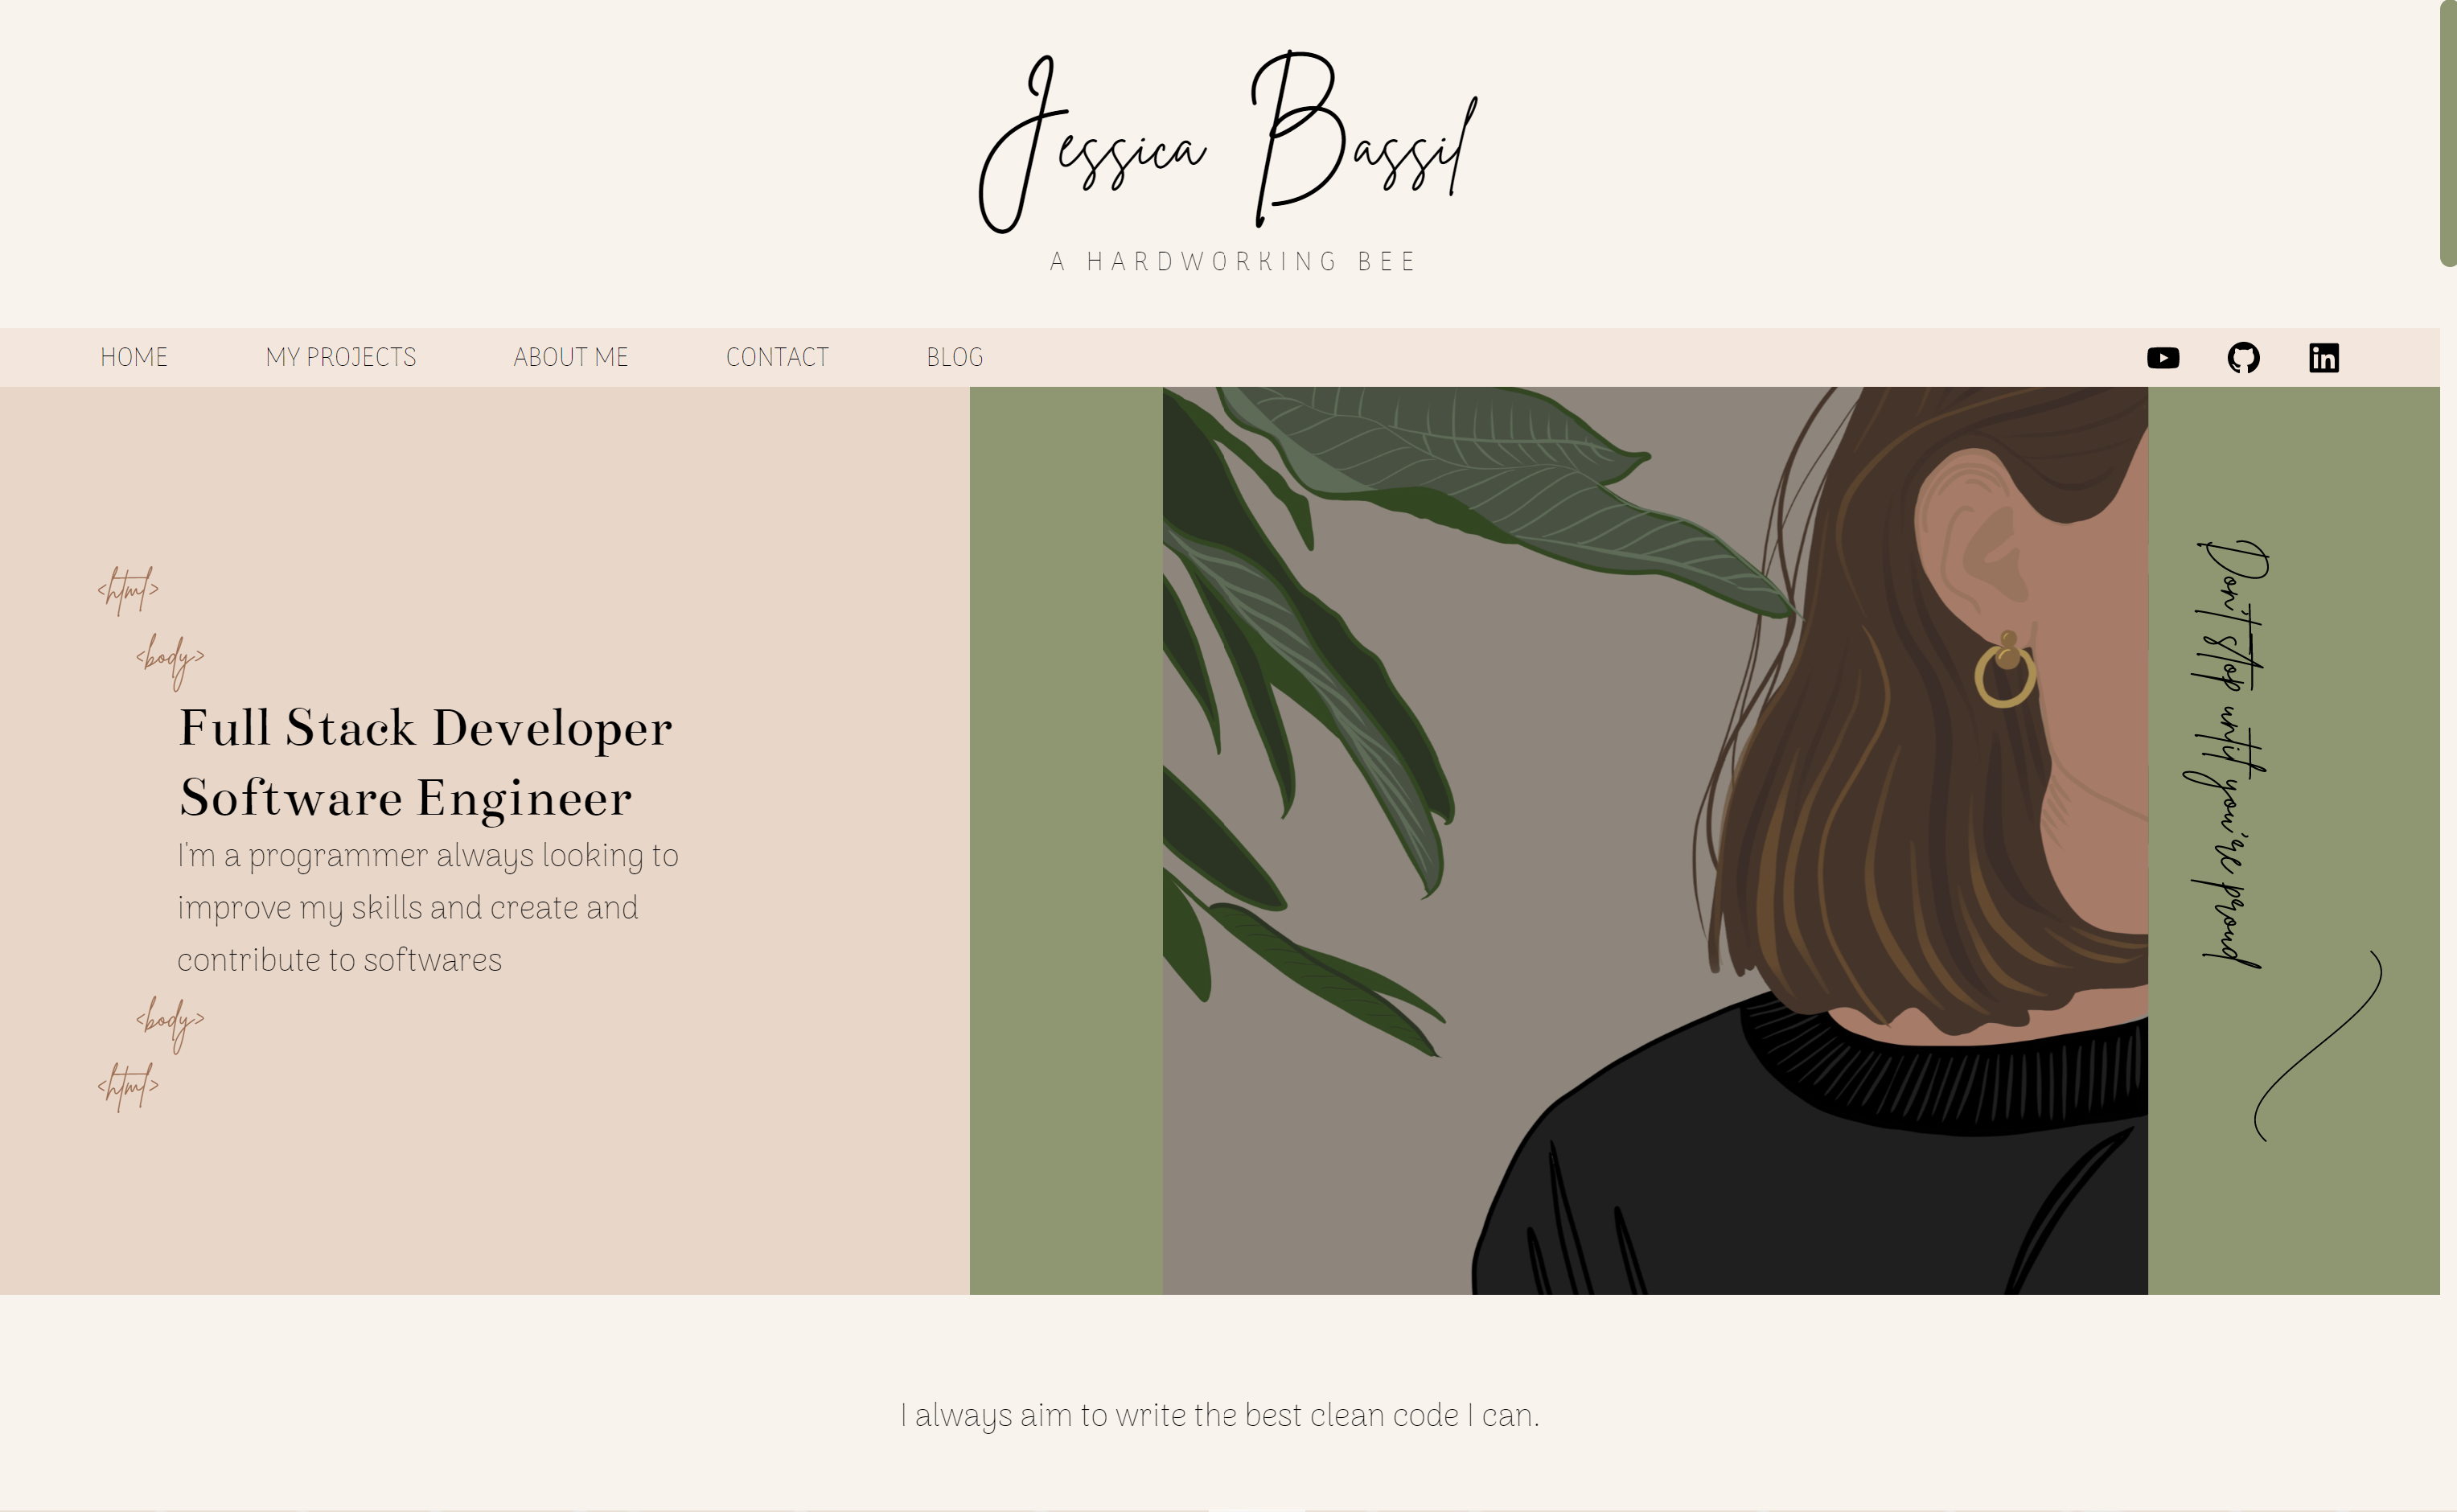 Jessica Bassil
A HARDWORKING BEE
HOME MY PROJECTS ABOUT ME CONTACT BLOG
<html>
<body>
Full Stack Developer
Software Engineer
I'm a programmer always looking to
improve my skills and create and
contribute to softwares
<body>
<html>
Don't stop until you're proud
I always aim to write the best clean code I can.